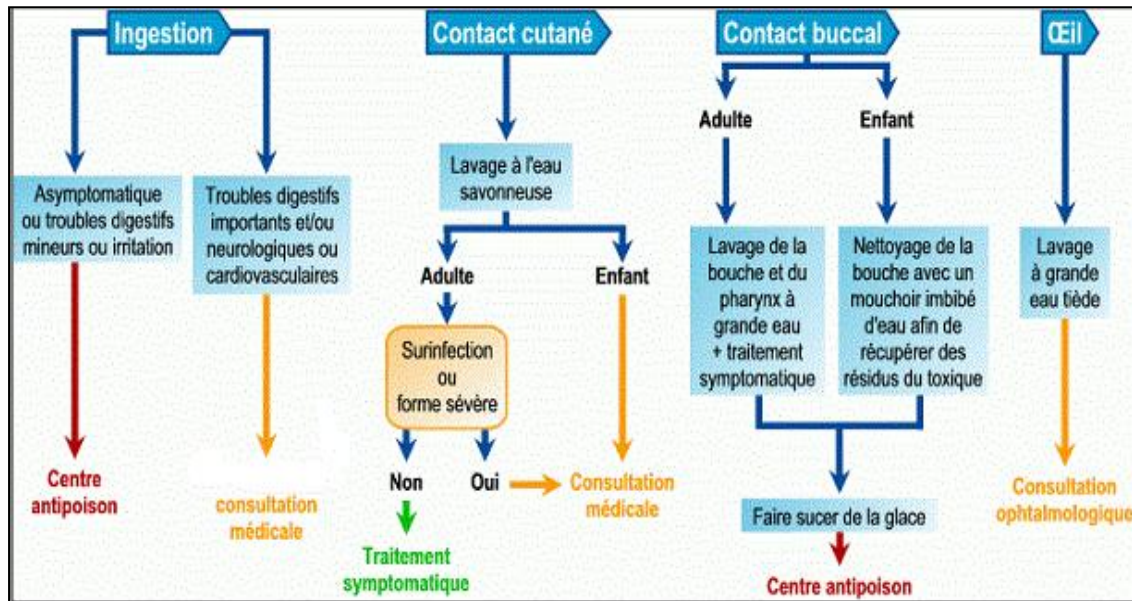 Ingestion
Asymptomatique
ou troubles digestifs
mineurs ou irritation
Centre
antipoison
Troubles digestifs
importants et/ou
neurologiques ou
cardiovasculaires
consultation
médicale
Contact cutané
Lavage à l'eau
savonneuse
Adulte
Enfant
Surinfection
ou
forme sévère
Non
Oui
Consultation
médicale
Traitement
symptomatique
Contact buccal
Adulte
Enfant
Lavage de la
bouche et du
pharynx à
grande eau
+ traitement
symptomatique
Nettoyage de la
bouche avec un
mouchoir imbibé
d'eau afin de
récupérer des
résidus du toxique
Faire sucer de la glace
Centre antipoison
Œil
Lavage
à grande
eau tiède
Consultation
ophtalmologique